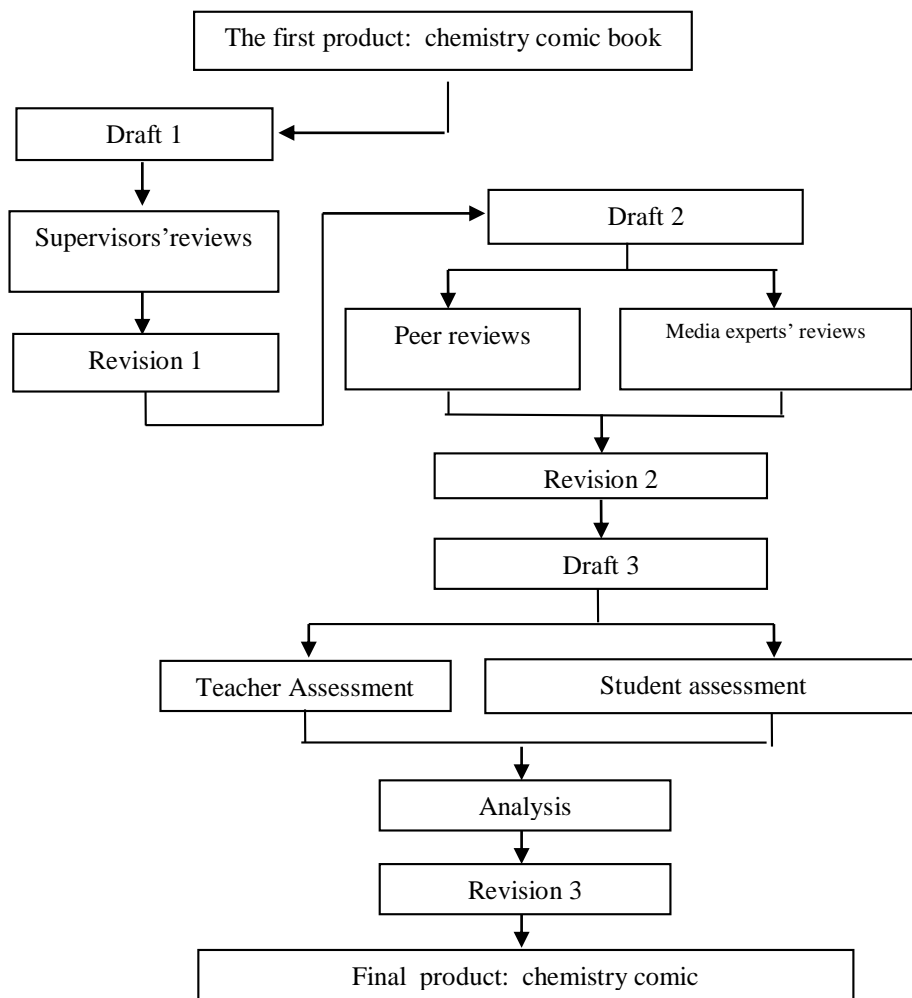 The first product:  chemistry comic book
Draft 1
Supervisors’reviews
Revision 1
Draft 2
Peer reviews
Media experts’ reviews
Revision 2
Draft 3
Teacher Assessment
Student assessment
Analysis
Revision 3
Final  product:  chemistry comic